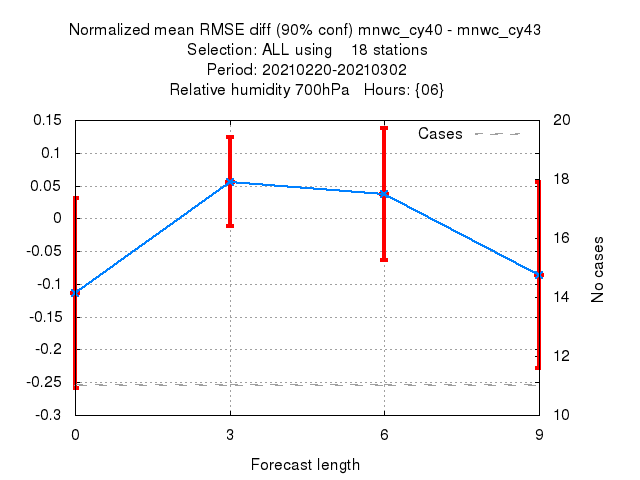 Normalized mean RMSE diff (90% conf) mnwc_cy40 - mnwc_cy43
Selection: ALL using 18 stations
Period: 20210220-20210302
Relative humidity 700hPa Hours: {06}
Cases
0.15
0.1
0.05
0
-0.05
-0.1
-0.15
-0.2
-0.25
-0.3
20
18
16
14
12
10
No cases
0 3 6 9
Forecast length